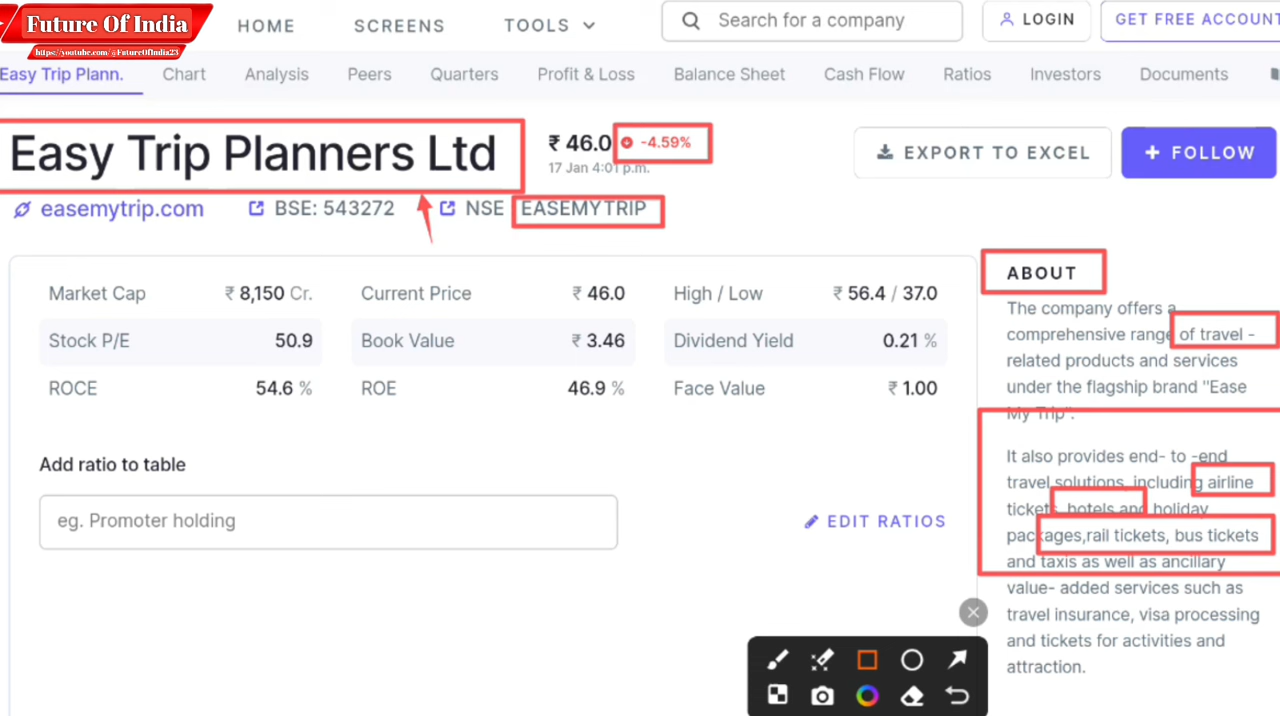 Future Of India
https://youtube.com/@FutureOfIndia23
HOME SCREENS TOOLS
Search for a company
LOGIN
GET FREE ACCOUNT
Easy Trip Plann. Chart Analysis Peers Quarters Profit & Loss Balance Sheet Cash Flow Ratios Investors Documents
Easy Trip Planners Ltd
₹ 46.0 -4.59%
17 Jan 4:01 p.m.
EXPORT TO EXCEL
+ FOLLOW
easemytrip.com BSE: 543272 NSE EASEMYTRIP
Market Cap ₹ 8,150 Cr. Current Price ₹ 46.0 High / Low ₹ 56.4 / 37.0
Stock P/E 50.9 Book Value ₹ 3.46 Dividend Yield 0.21 %
ROCE 54.6 % ROE 46.9 % Face Value ₹ 1.00
Add ratio to table
eg. Promoter holding
EDIT RATIOS
ABOUT
The company offers a
comprehensive range of travel -
related products and services
under the flagship brand "Ease
My Trip".
It also provides end- to -end
travel solutions, including airline
tickets, hotels and holiday
packages,rail tickets, bus tickets
and taxis as well as ancillary
value- added services such as
travel insurance, visa processing
and tickets for activities and
attraction.